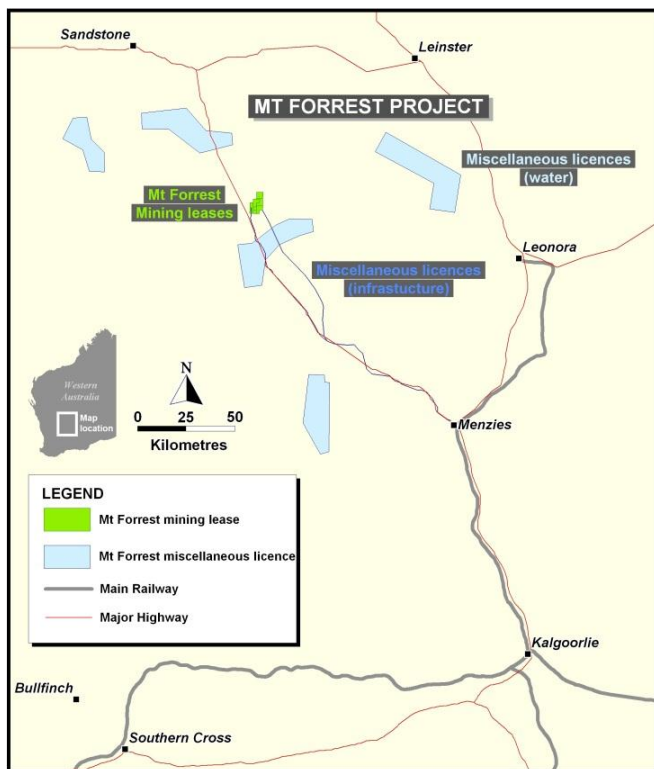 Sandstone
Leinster
MT FORREST PROJECT
Miscellaneous licences
(water)
Mt Forrest
Mining leases
Leonora
Miscellaneous licences
(infrastucture)
Western
Australia
Map
location
N
0 25 50
Kilometres
Menzies
LEGEND
Mt Forrest mining lease
Mt Forrest miscellaneous licence
Main Railway
Major Highway
Kalgoorlie
Bullfinch
Southern Cross